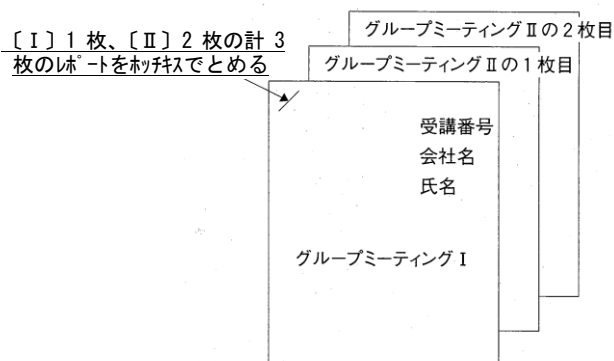 〔Ⅰ〕1 枚、〔Ⅱ〕2 枚の計 3
枚のﾚﾎﾟｰﾄをﾎｯﾁｷｽでとめる
グループミーティングⅡの2枚目
グループミーティングⅡの1枚目
受講番号
会社名
氏名
グループミーティングⅠ